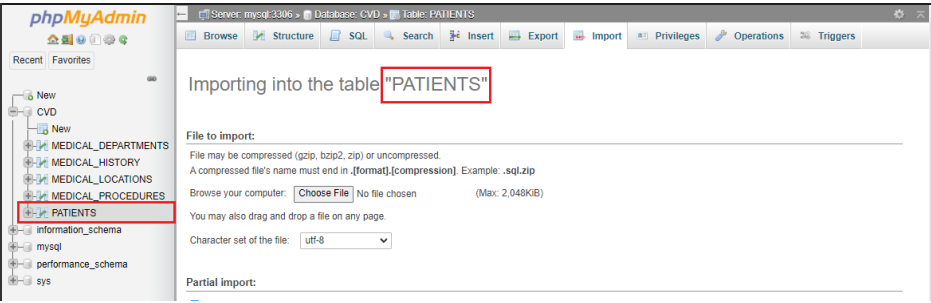 phpMyAdmin
Recent Favorites
New
CVD
New
MEDICAL_DEPARTMENTS
MEDICAL_HISTORY
MEDICAL_LOCATIONS
MEDICAL_PROCEDURES
PATIENTS
information_schema
mysql
performance_schema
sys
Server: mysql:3306 » Database: CVD » Table: PATIENTS
Browse Structure SQL Search Insert Export Import Privileges Operations Triggers
Importing into the table "PATIENTS"
File to import:
File may be compressed (gzip, bzip2, zip) or uncompressed.
A compressed file's name must end in .[format].[compression]. Example: .sql.zip
Browse your computer: Choose File No file chosen (Max: 2,048KiB)
You may also drag and drop a file on any page.
Character set of the file: utf-8
Partial import: